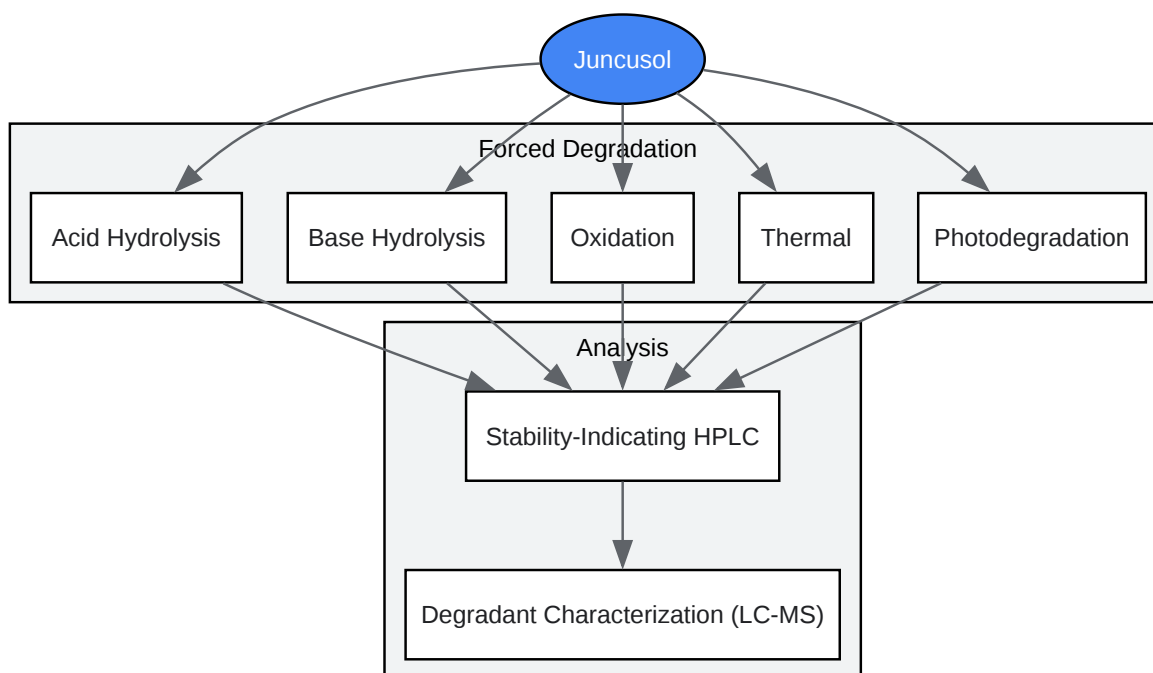 Juncusol
Forced Degradation
Acid Hydrolysis
Base Hydrolysis
Oxidation
Thermal
Photodegradation
Analysis
Stability-Indicating HPLC
Degradant Characterization (LC-MS)